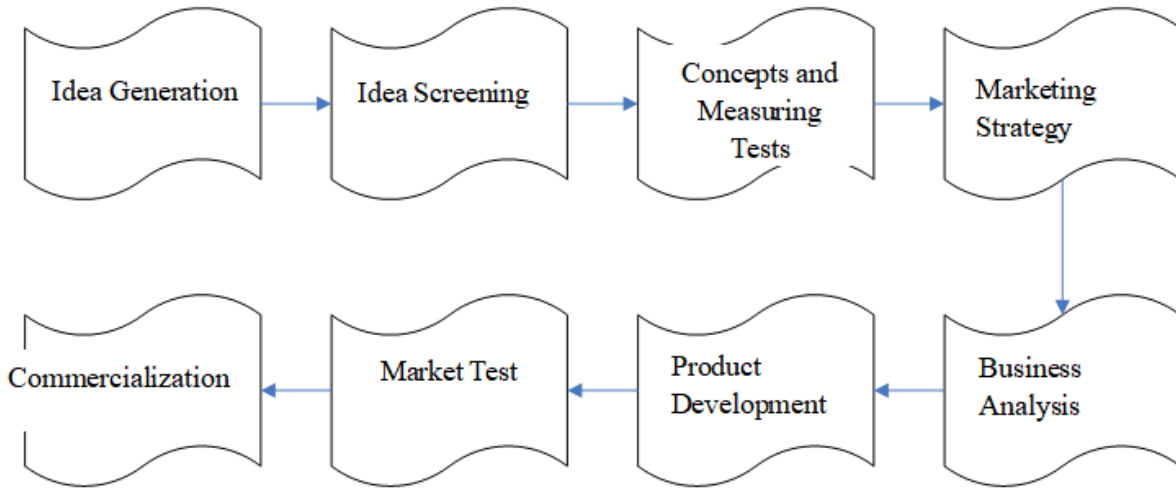 Idea Generation
Idea Screening
Concepts and
Measuring
Tests
Marketing
Strategy
Commercialization
Market Test
Product
Development
Business
Analysis